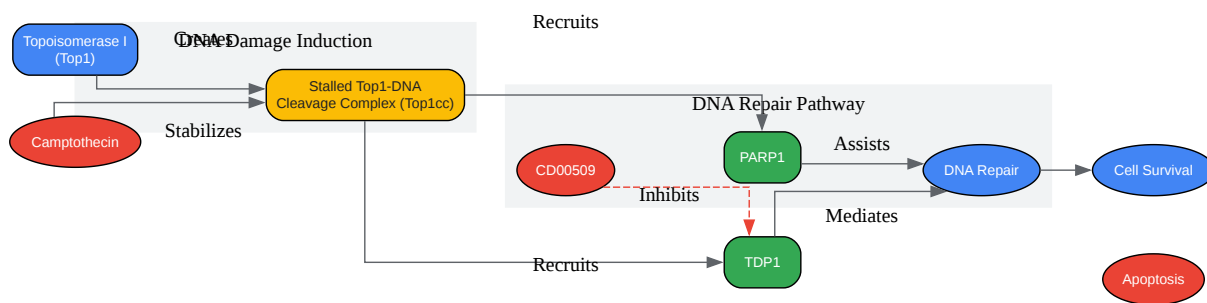 Recruits
Topoisomerase I
(Top1)
Creates
DNA Damage Induction
Stalled Top1-DNA
Cleavage Complex (Top1cc)
Camptothecin
Stabilizes
DNA Repair Pathway
PARP1
Assists
CD00509
DNA Repair
Cell Survival
Inhibits
Mediates
TDP1
Recruits
Apoptosis